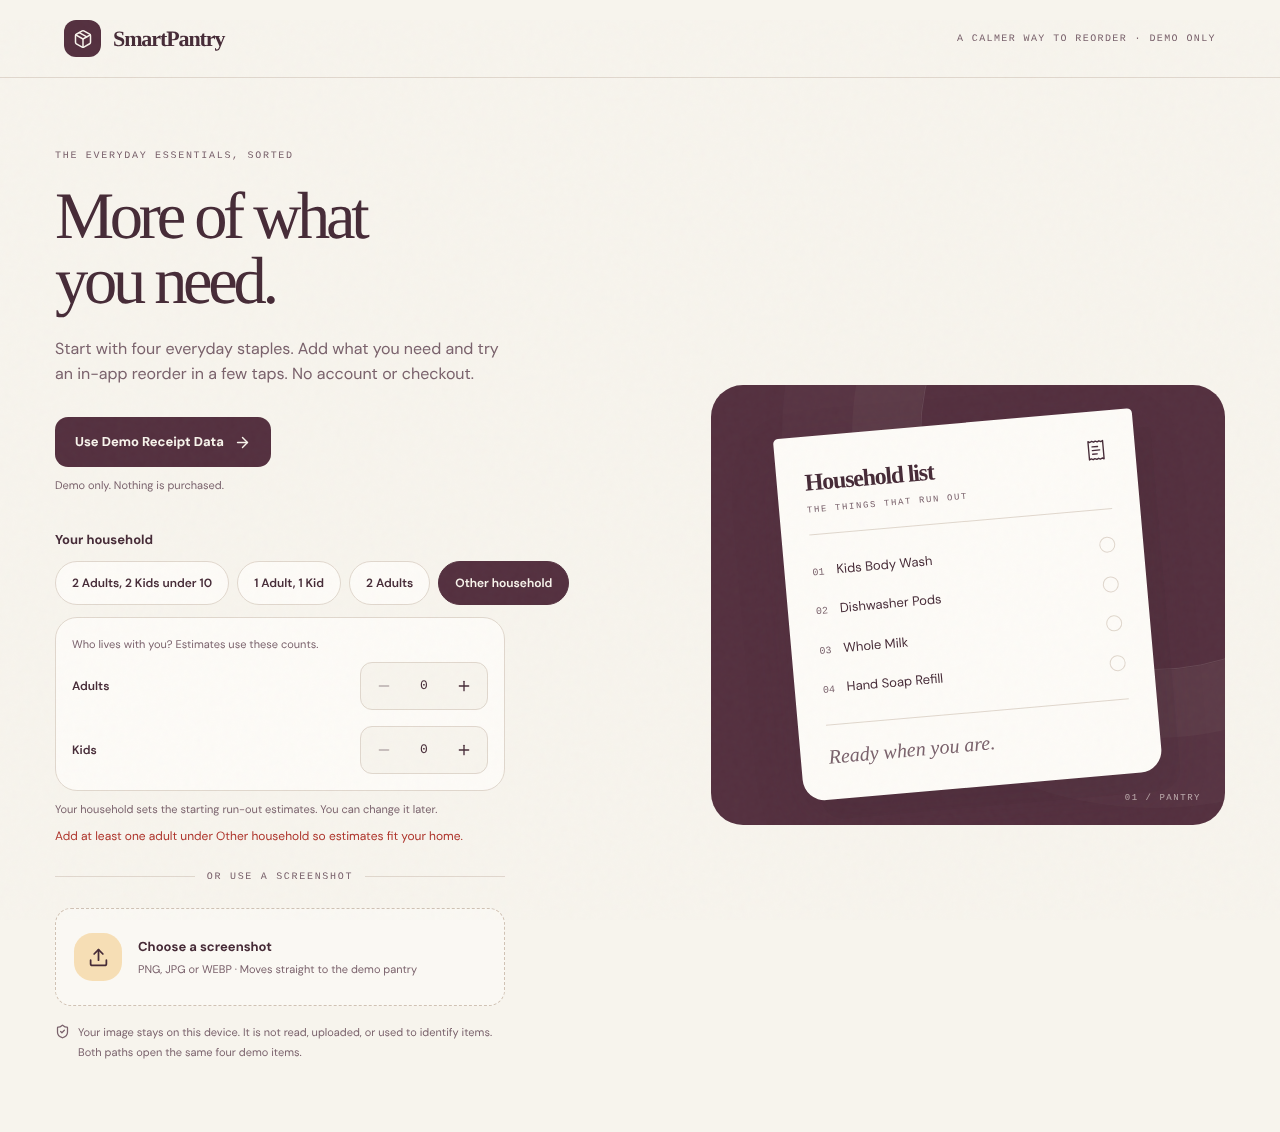 SmartPantry
A CALMER WAY TO REORDER · DEMO ONLY
THE EVERYDAY ESSENTIALS, SORTED
More of what
you need.
Start with four everyday staples. Add what you need and try
an in-app reorder in a few taps. No account or checkout.
Use Demo Receipt Data
Demo only. Nothing is purchased.
Your household
2 Adults, 2 Kids under 10
1 Adult, 1 Kid
2 Adults
Other household
Who lives with you? Estimates use these counts.
Adults
0
Kids
0
Your household sets the starting run-out estimates. You can change it later.
Add at least one adult under Other household so estimates fit your home.
OR USE A SCREENSHOT
Choose a screenshot
PNG, JPG or WEBP · Moves straight to the demo pantry
Your image stays on this device. It is not read, uploaded, or used to identify items.
Both paths open the same four demo items.
Household list
THE THINGS THAT RUN OUT
01 Kids Body Wash
02 Dishwasher Pods
03 Whole Milk
04 Hand Soap Refill
Ready when you are.
01 / PANTRY